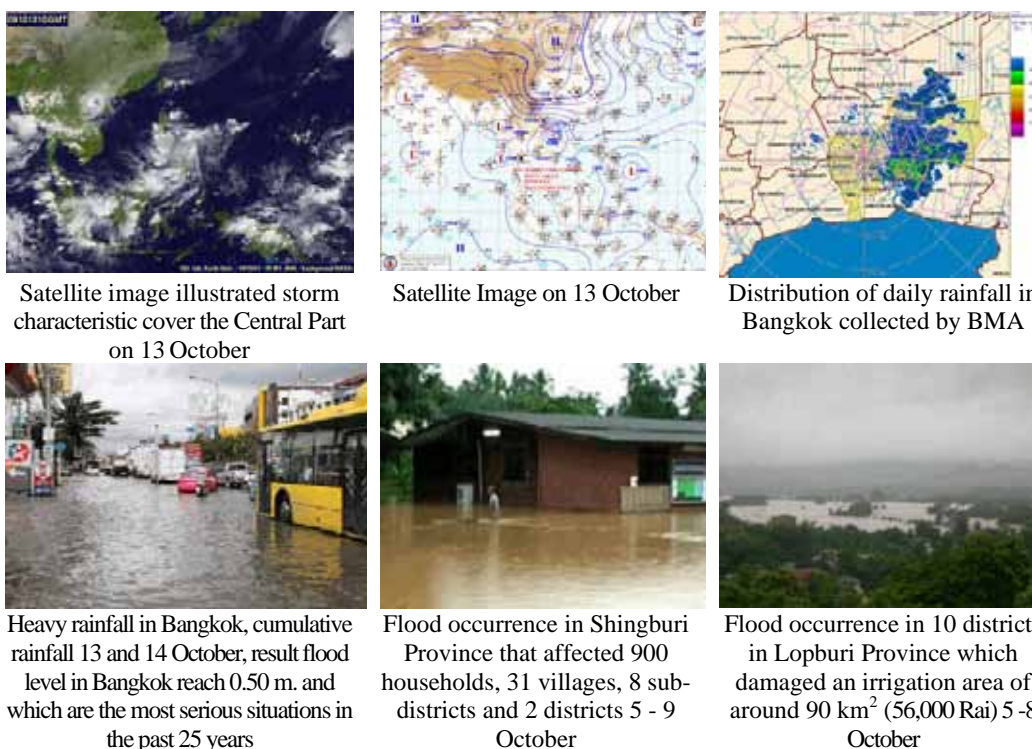 Satellite image illustrated storm
characteristic cover the Central Part
on 13 October
Satellite Image on 13 October
Distribution of daily rainfall in
Bangkok collected by BMA
Heavy rainfall in Bangkok, cumulative
rainfall 13 and 14 October, result flood
level in Bangkok reach 0.50 m. and
which are the most serious situations in
the past 25 years
Flood occurrence in Shingburi
Province that affected 900
households, 31 villages, 8 sub-
districts and 2 districts 5 - 9
October
Flood occurrence in 10 district
in Lopburi Province which
damaged an irrigation area of
around 90 km² (56,000 Rai) 5 -8
October